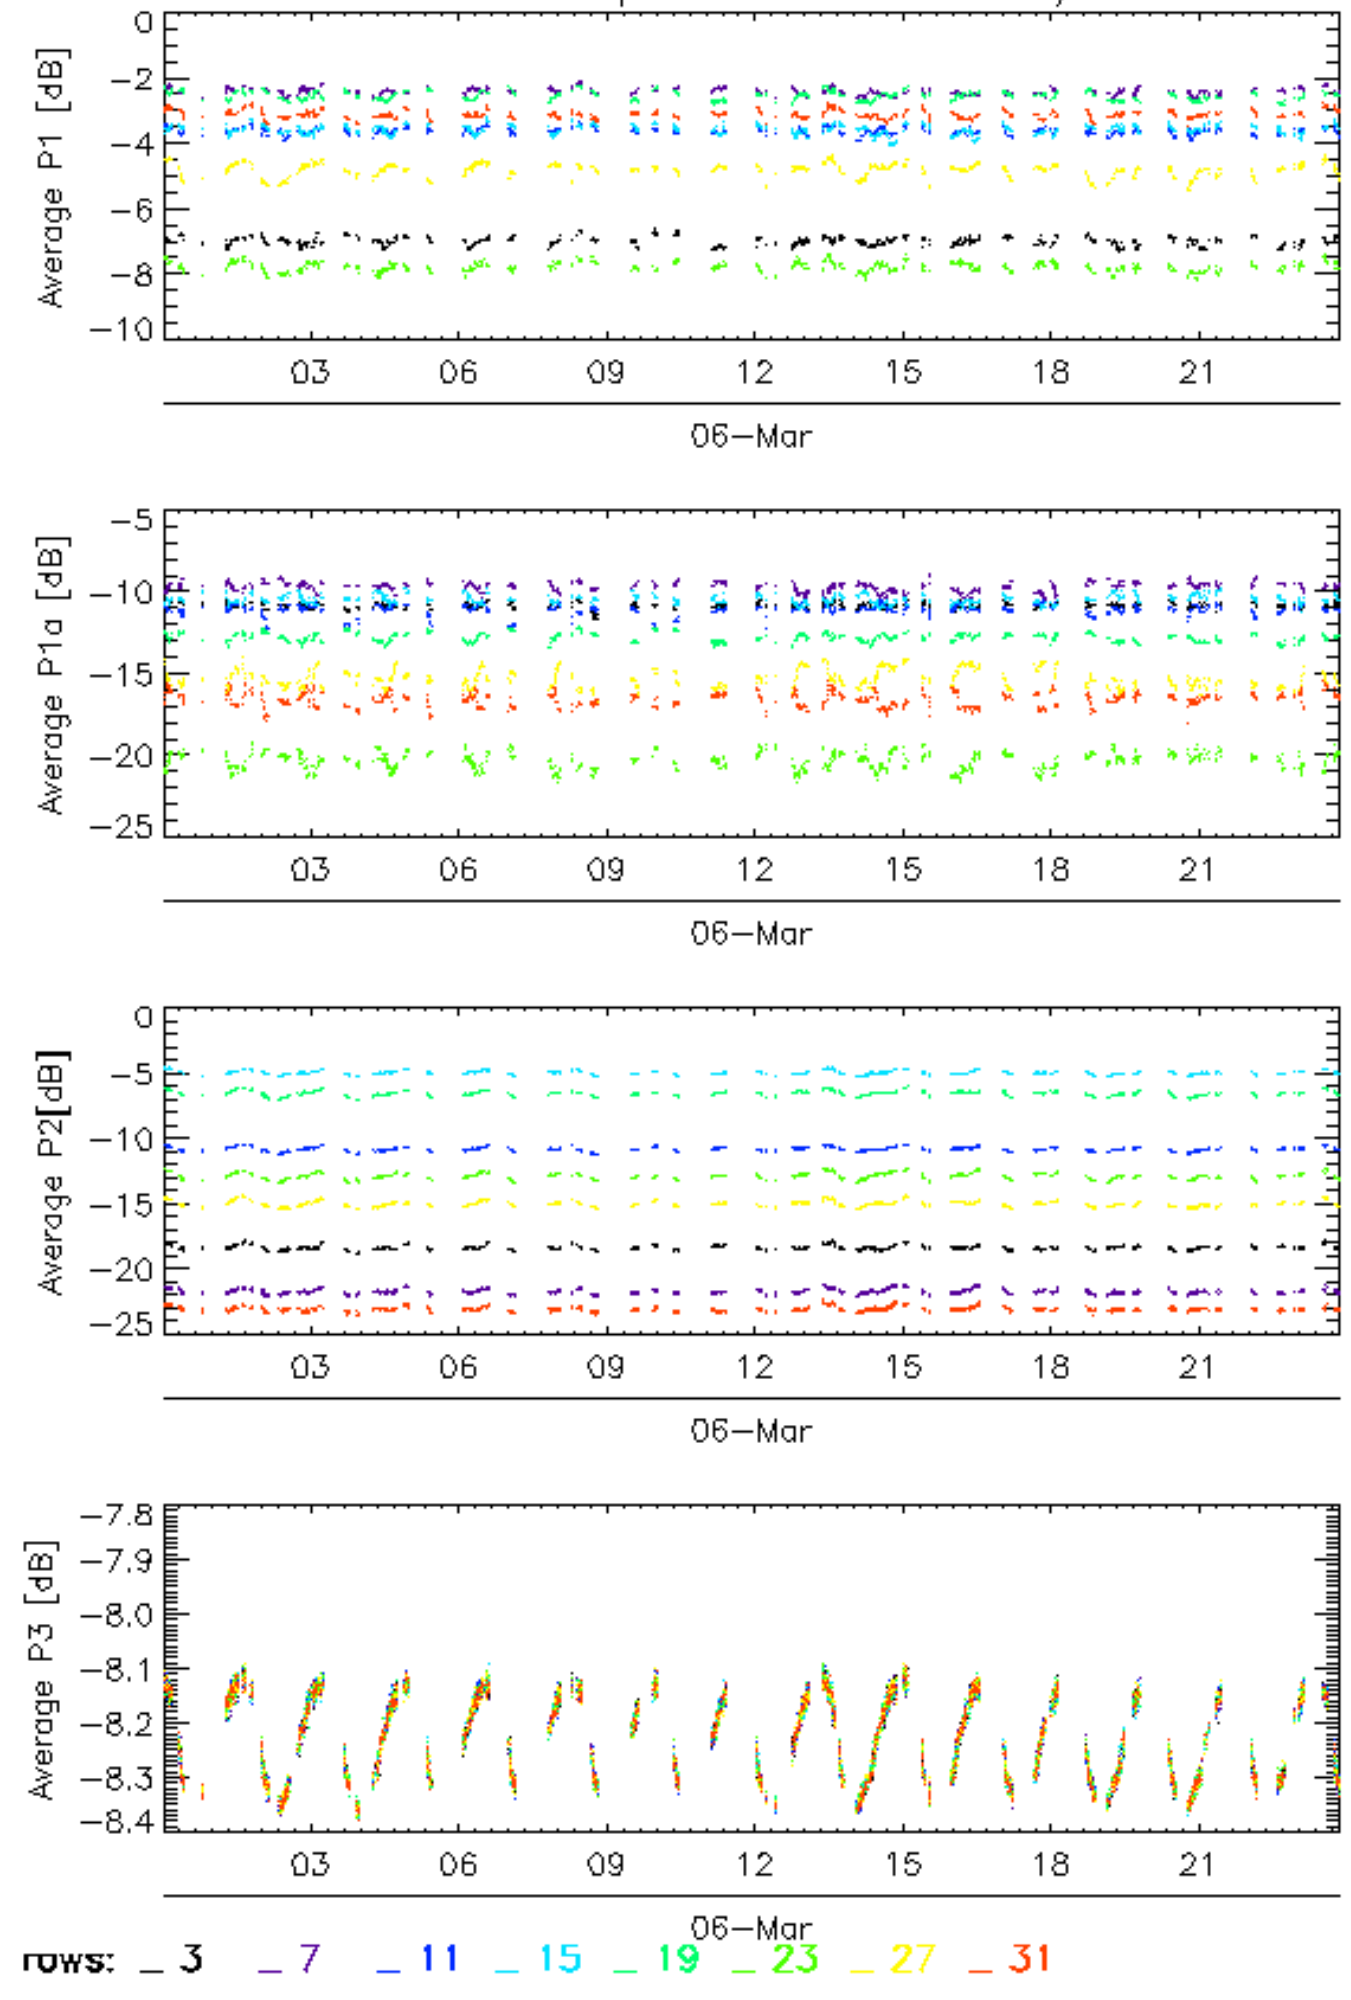 0
−2
−4
−6
−8
−10
Average P1 [dB]
03 06 09 12 15 18 21
06−Mar
−5
−10
−15
−20
−25
Average P1a [dB]
03 06 09 12 15 18 21
06−Mar
0
−5
−10
−15
−20
−25
Average P2[dB]
03 06 09 12 15 18 21
06−Mar
−7.8
−7.9
−8.0
−8.1
−8.2
−8.3
−8.4
Average P3 [dB]
03 06 09 12 15 18 21
06−Mar
rows: _ 3 _ 7 _ 11 _ 15 _ 19 _ 23 _ 27 _ 31